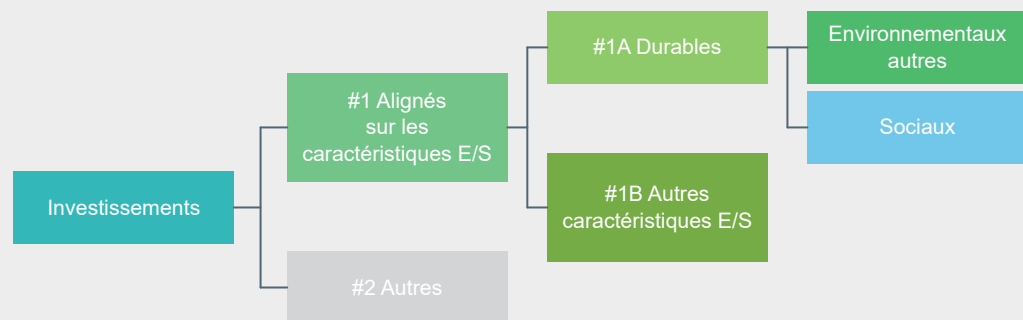 Investissements
#1 Alignés
sur les
caractéristiques E/S
#2 Autres
#1A Durables
#1B Autres
caractéristiques E/S
Environnementaux
autres
Sociaux